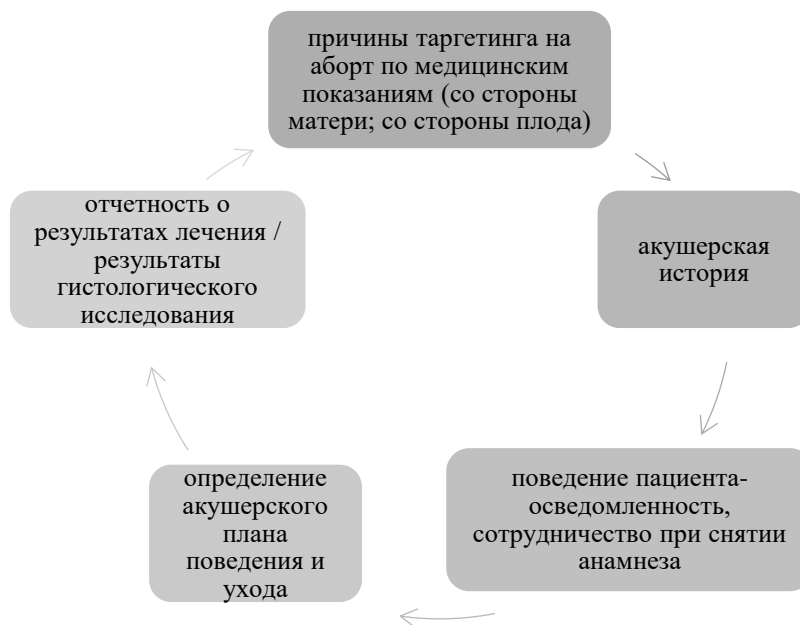 причины таргетинга на
аборт по медицинским
показаниям (со стороны
матери; со стороны плода)
акушерская
история
поведение пациента-
осведомленность,
сотрудничество при снятии
анамнеза
определение
акушерского
плана
поведения и
ухода
отчетность о
результатах лечения /
результаты
гистологического
исследования